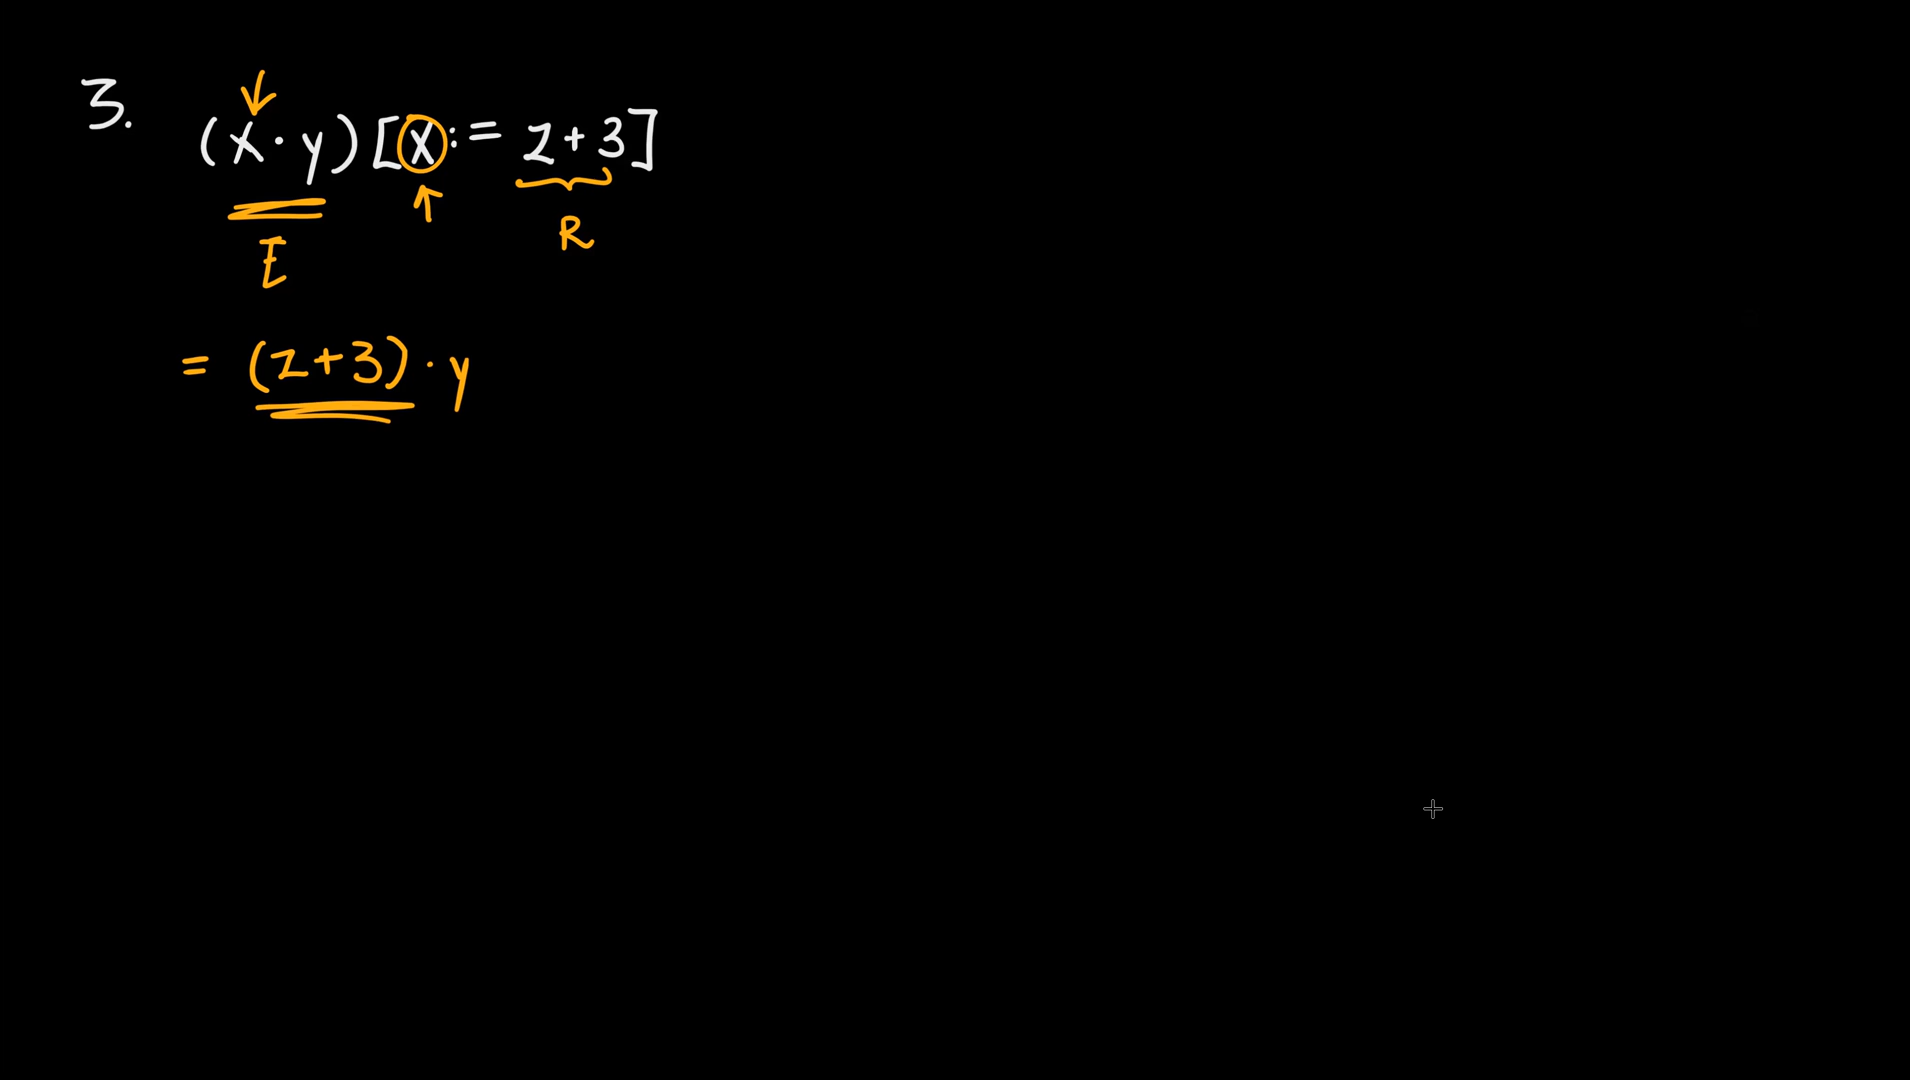 3. (x · y) [x := z + 3]
E R
= (z + 3) · y